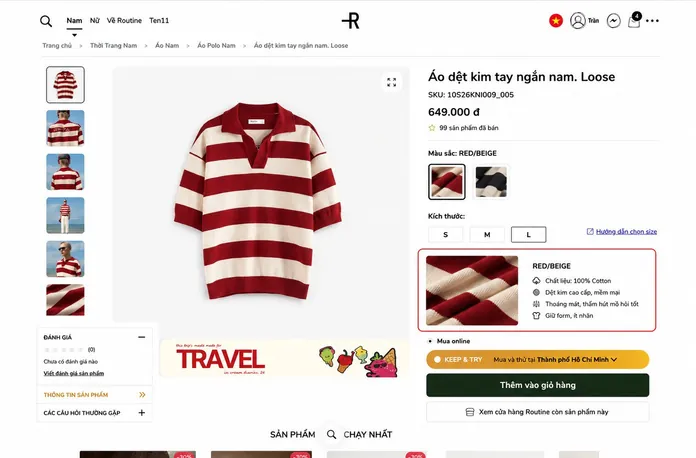 Nam
Nữ
Về Routine
Ten11
R
Trân
4
Trang chủ > Thời Trang Nam > Áo Nam > Áo Polo Nam > Áo dệt kim tay ngắn nam. Loose
Áo dệt kim tay ngắn nam. Loose
SKU: 10S26KNI009_005
649.000 đ
99 sản phẩm đã bán
Màu sắc: RED/BEIGE
Kích thước:
S
M
L
Hướng dẫn chọn size
RED/BEIGE
Chất liệu: 100% Cotton
Dệt kim cao cấp, mềm mại
Thoáng mát, thấm hút mồ hôi tốt
Giữ form, ít nhăn
Mua online
KEEP & TRY
Mua và thử tại Thành phố Hồ Chí Minh
Thêm vào giỏ hàng
Xem cửa hàng Routine còn sản phẩm này
ĐÁNH GIÁ
(0)
Chưa có đánh giá nào
Viết đánh giá sản phẩm
THÔNG TIN SẢN PHẨM
CÁC CÂU HỎI THƯỜNG GẶP
TRAVEL
SẢN PHẨM
CHẠY NHẤT